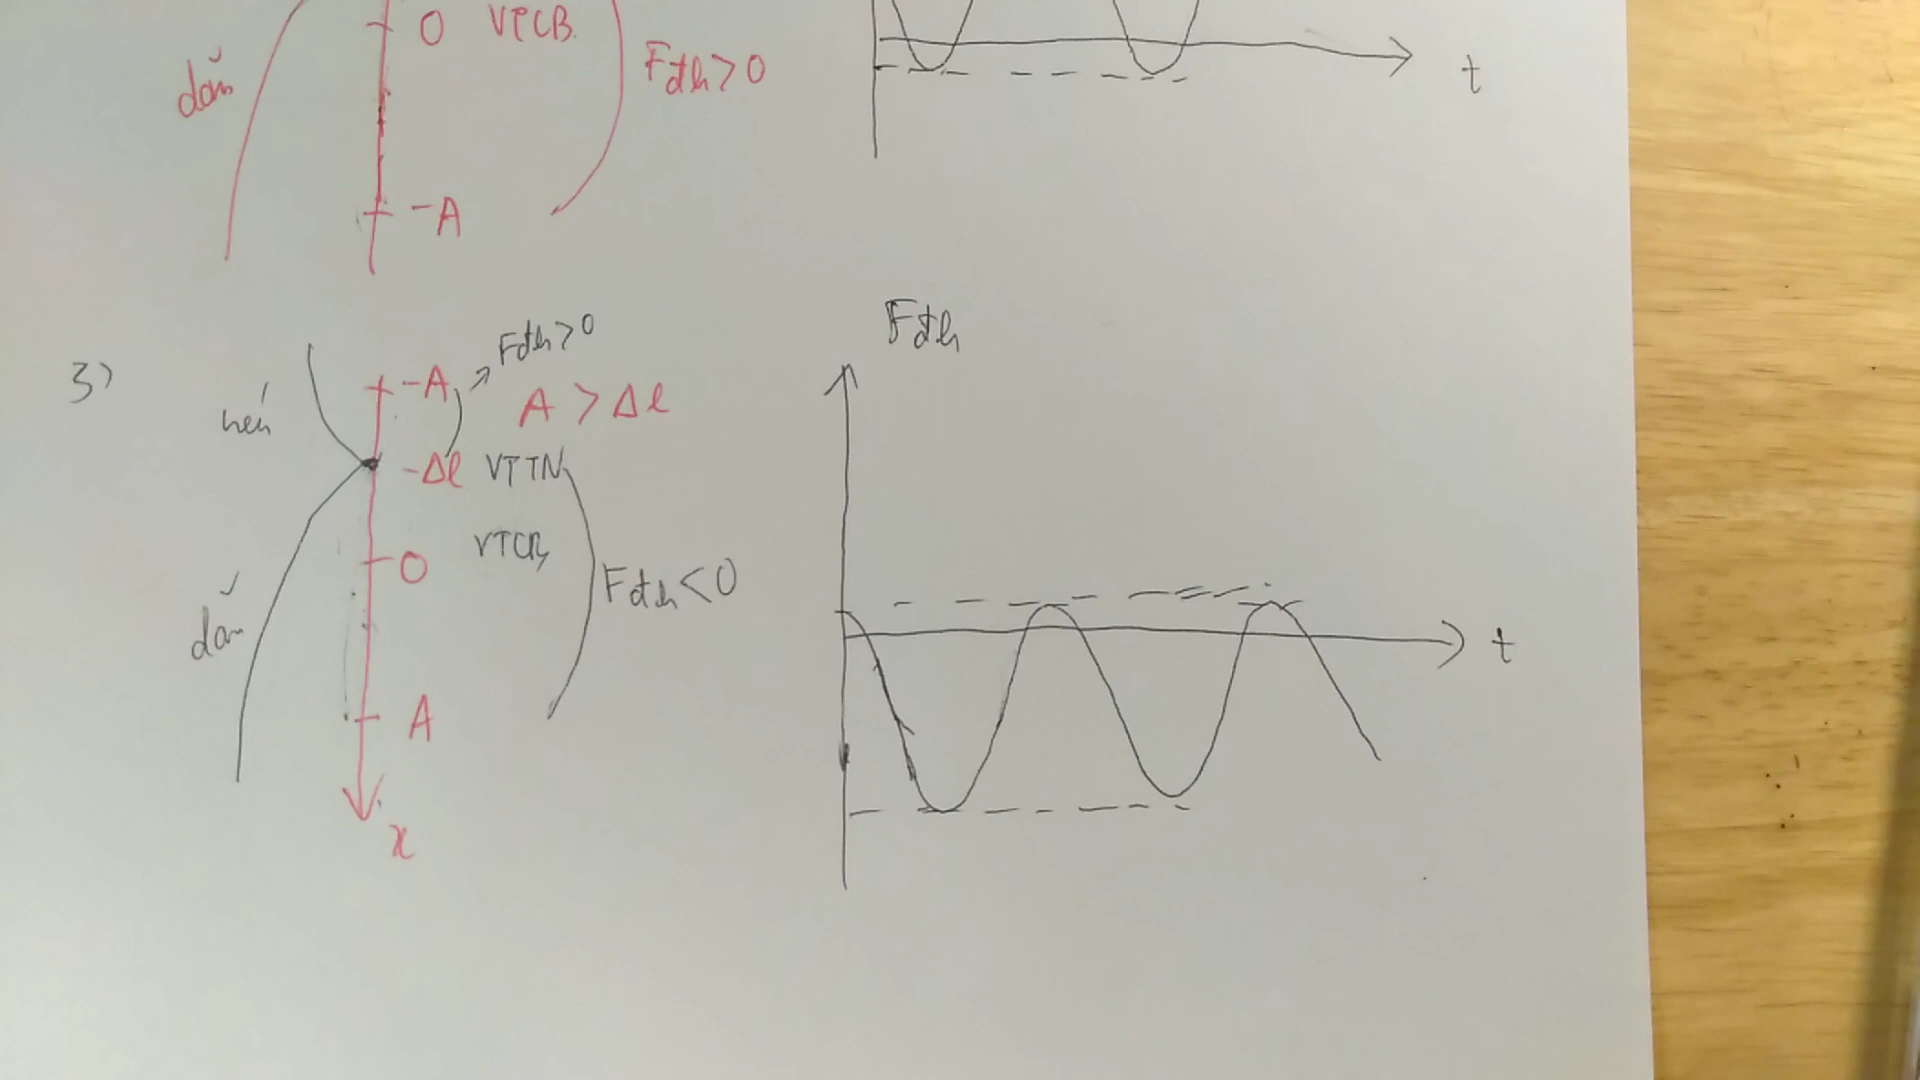 O VTCB
dãn
Fđh > 0
t
-A
3)
Fđh > 0
-A
A > Δl
nén
-Δl VTTN
VTCB
O
dãn
Fđh < 0
A
x
Fđh
t